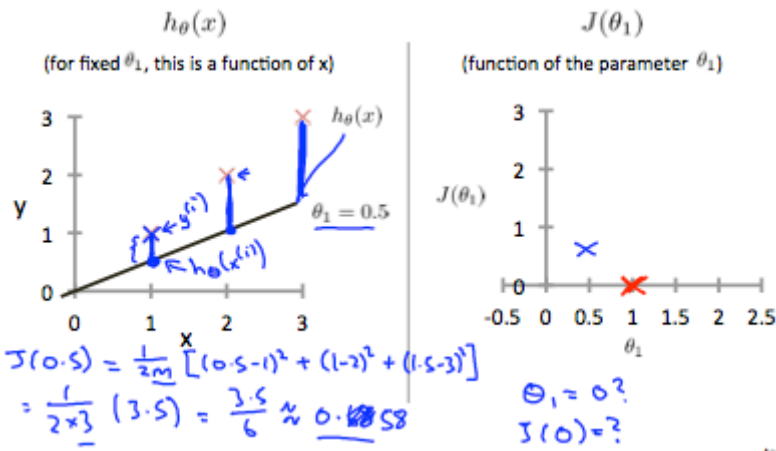 h_θ(x)
(for fixed θ₁, this is a function of x)
3
2
1
0
y
0 1 2 3
x
h_θ(x)
θ₁ = 0.5
y⁽ⁱ⁾
h_θ(x⁽ⁱ⁾)
J(0.5) = 1/2m [(0.5-1)² + (1-2)² + (1.5-3)²]
= 1/2×3 (3.5) = 3.5/6 ≈ 0.58
J(θ₁)
(function of the parameter θ₁)
3
2
1
0
J(θ₁)
-0.5 0 0.5 1 1.5 2 2.5
θ₁
θ₁ = 0?
J(0) = ?